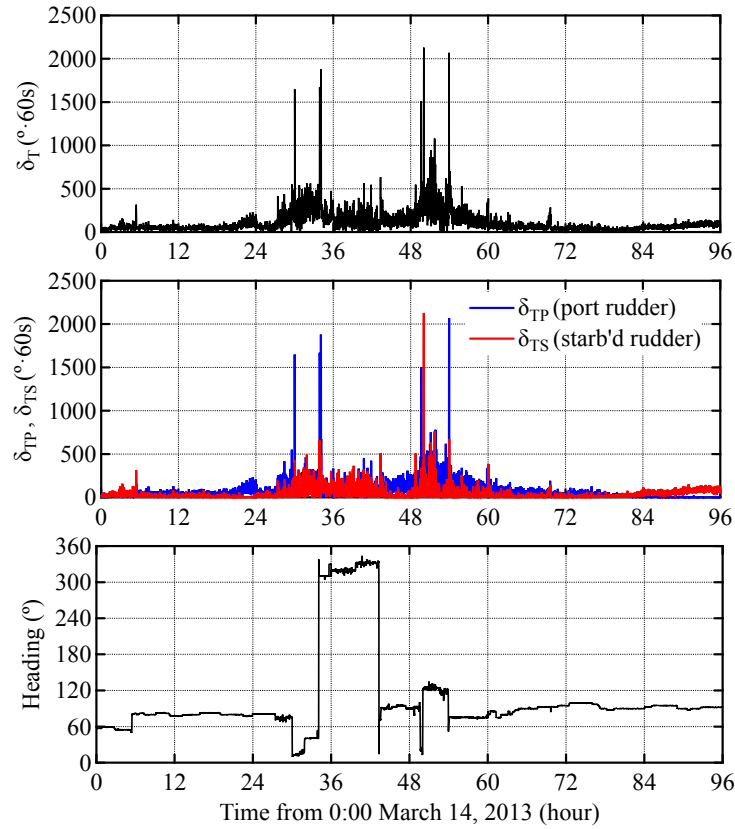 2500
2000
1500
1000
500
0
δT (º·60s)
0 12 24 36 48 60 72 84 96
2500
2000
1500
1000
500
0
δTP, δTS (º·60s)
δTP (port rudder)
δTS (starb'd rudder)
0 12 24 36 48 60 72 84 96
360
300
240
180
120
60
0
Heading (º)
0 12 24 36 48 60 72 84 96
Time from 0:00 March 14, 2013 (hour)